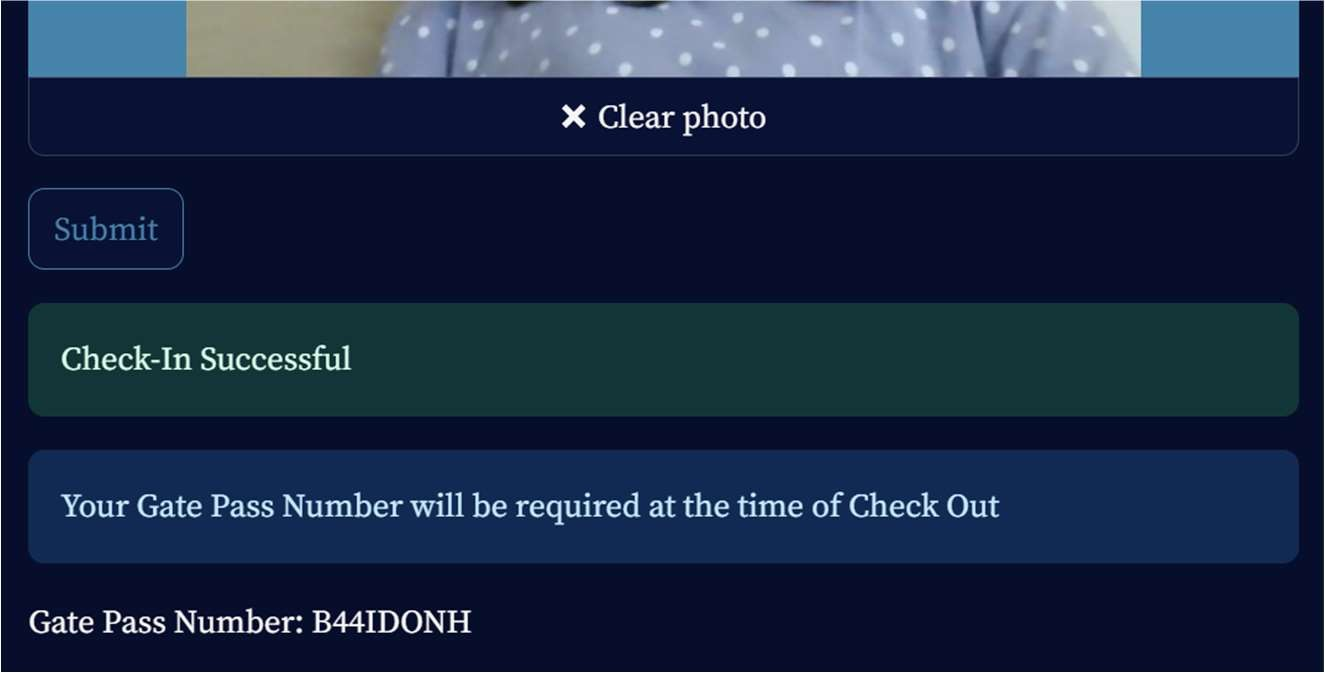 Clear photo
Submit
Check-In Successful
Your Gate Pass Number will be required at the time of Check Out
Gate Pass Number: B44IDONH